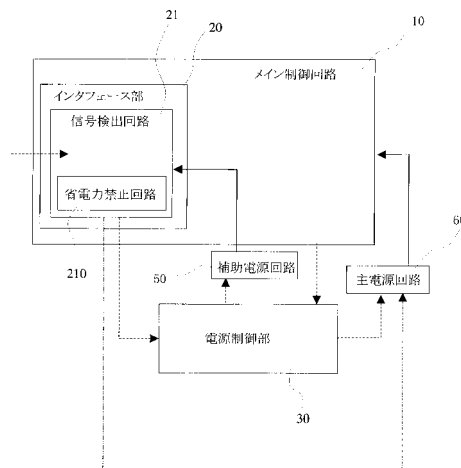 21
20
10
メイン制御回路
インタフェース部
信号検出回路
省電力禁止回路
210
50
補助電源回路
主電源回路
60
電源制御部
30